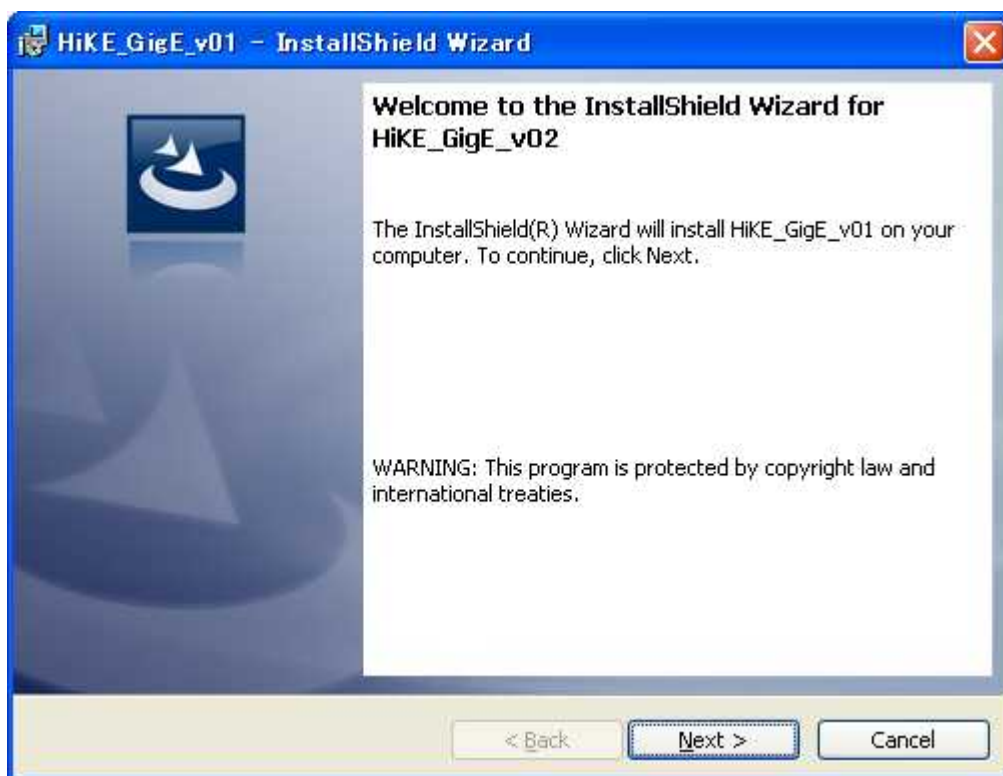 HiKE_GigE_v01 - InstallShield Wizard
Welcome to the InstallShield Wizard for
HiKE_GigE_v02
The InstallShield(R) Wizard will install HiKE_GigE_v01 on your
computer. To continue, click Next.
WARNING: This program is protected by copyright law and
international treaties.
< Back
Next >
Cancel